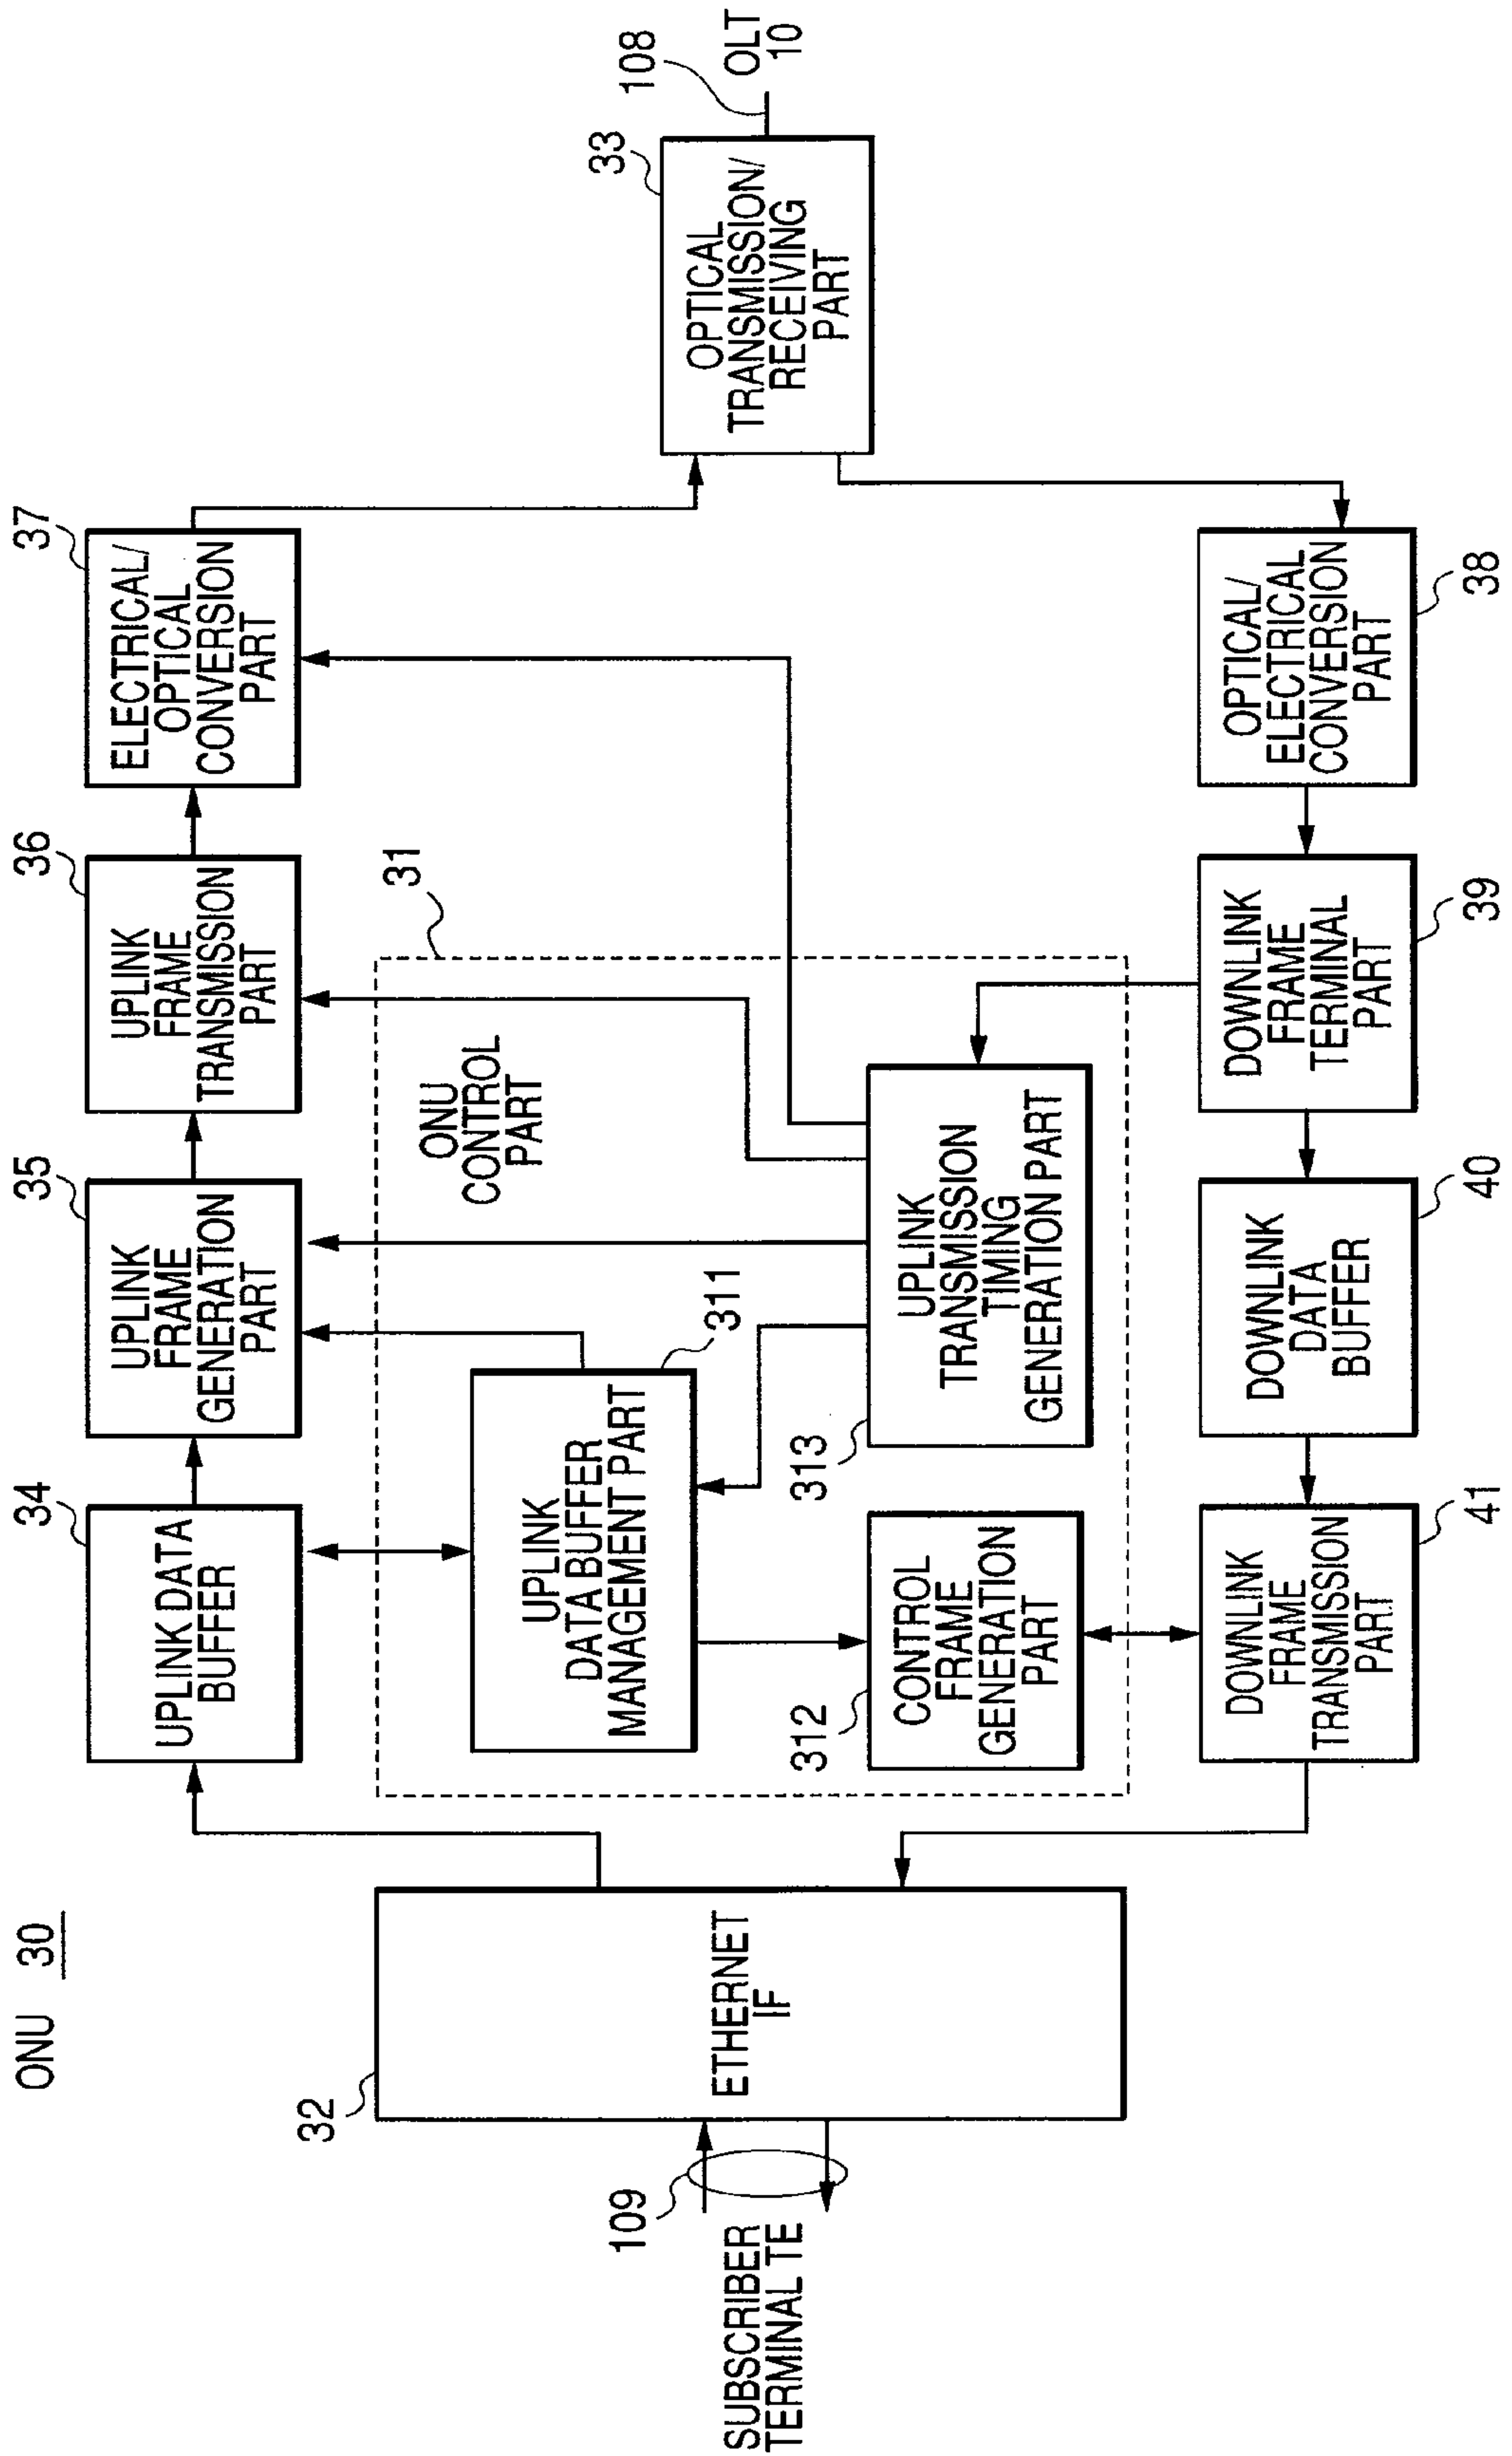 ONU 30
34
UPLINK DATA
BUFFER
35
UPLINK
FRAME
GENERATION
PART
36
UPLINK
FRAME
TRANSMISSION
PART
37
ELECTRICAL/
OPTICAL
CONVERSION
PART
31
ONU
CONTROL
PART
32
ETHERNET
IF
109
SUBSCRIBER
TERMINAL TE
311
UPLINK
DATA BUFFER
MANAGEMENT PART
312
CONTROL
FRAME
GENERATION
PART
313
UPLINK
TRANSMISSION
TIMING
GENERATION PART
33
OPTICAL
TRANSMISSION/
RECEIVING
PART
108
OLT
10
DOWNLINK
FRAME
TRANSMISSION
PART
41
DOWNLINK
DATA
BUFFER
40
DOWNLINK
FRAME
TERMINAL
PART
39
OPTICAL/
ELECTRICAL
CONVERSION
PART
38